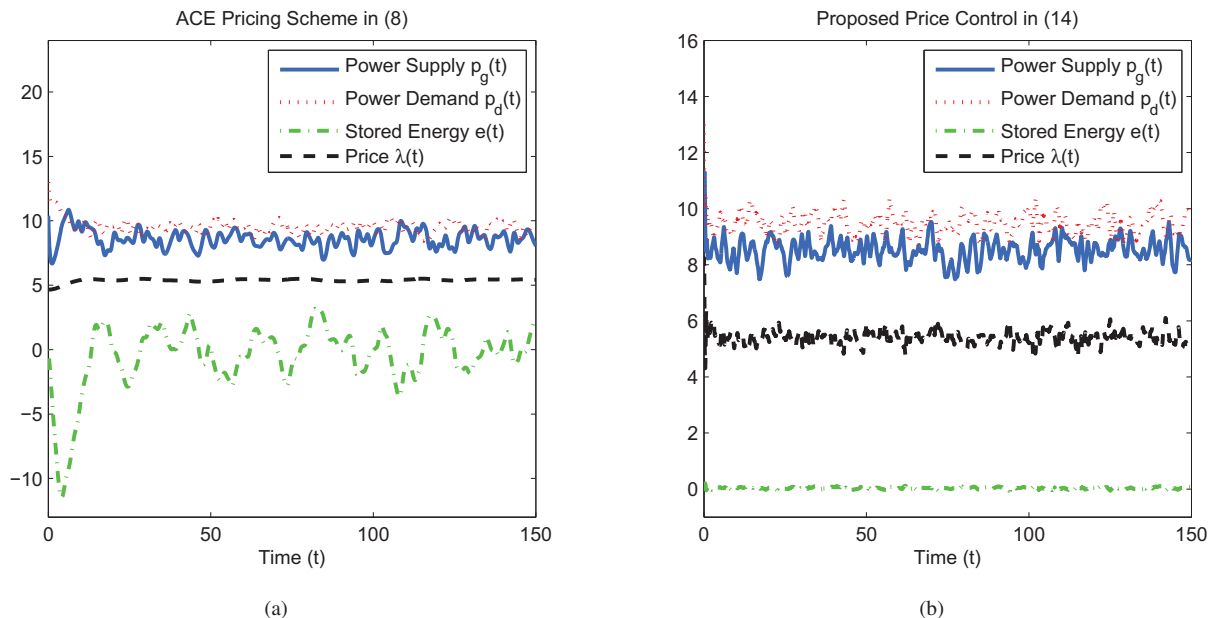 ACE Pricing Scheme in (8)
Power Supply p_g(t)
Power Demand p_d(t)
Stored Energy e(t)
Price λ(t)
20
15
10
5
0
−5
−10
0
50
100
150
Time (t)
(a)
Proposed Price Control in (14)
Power Supply p_g(t)
Power Demand p_d(t)
Stored Energy e(t)
Price λ(t)
16
14
12
10
8
6
4
2
0
0
50
100
150
Time (t)
(b)